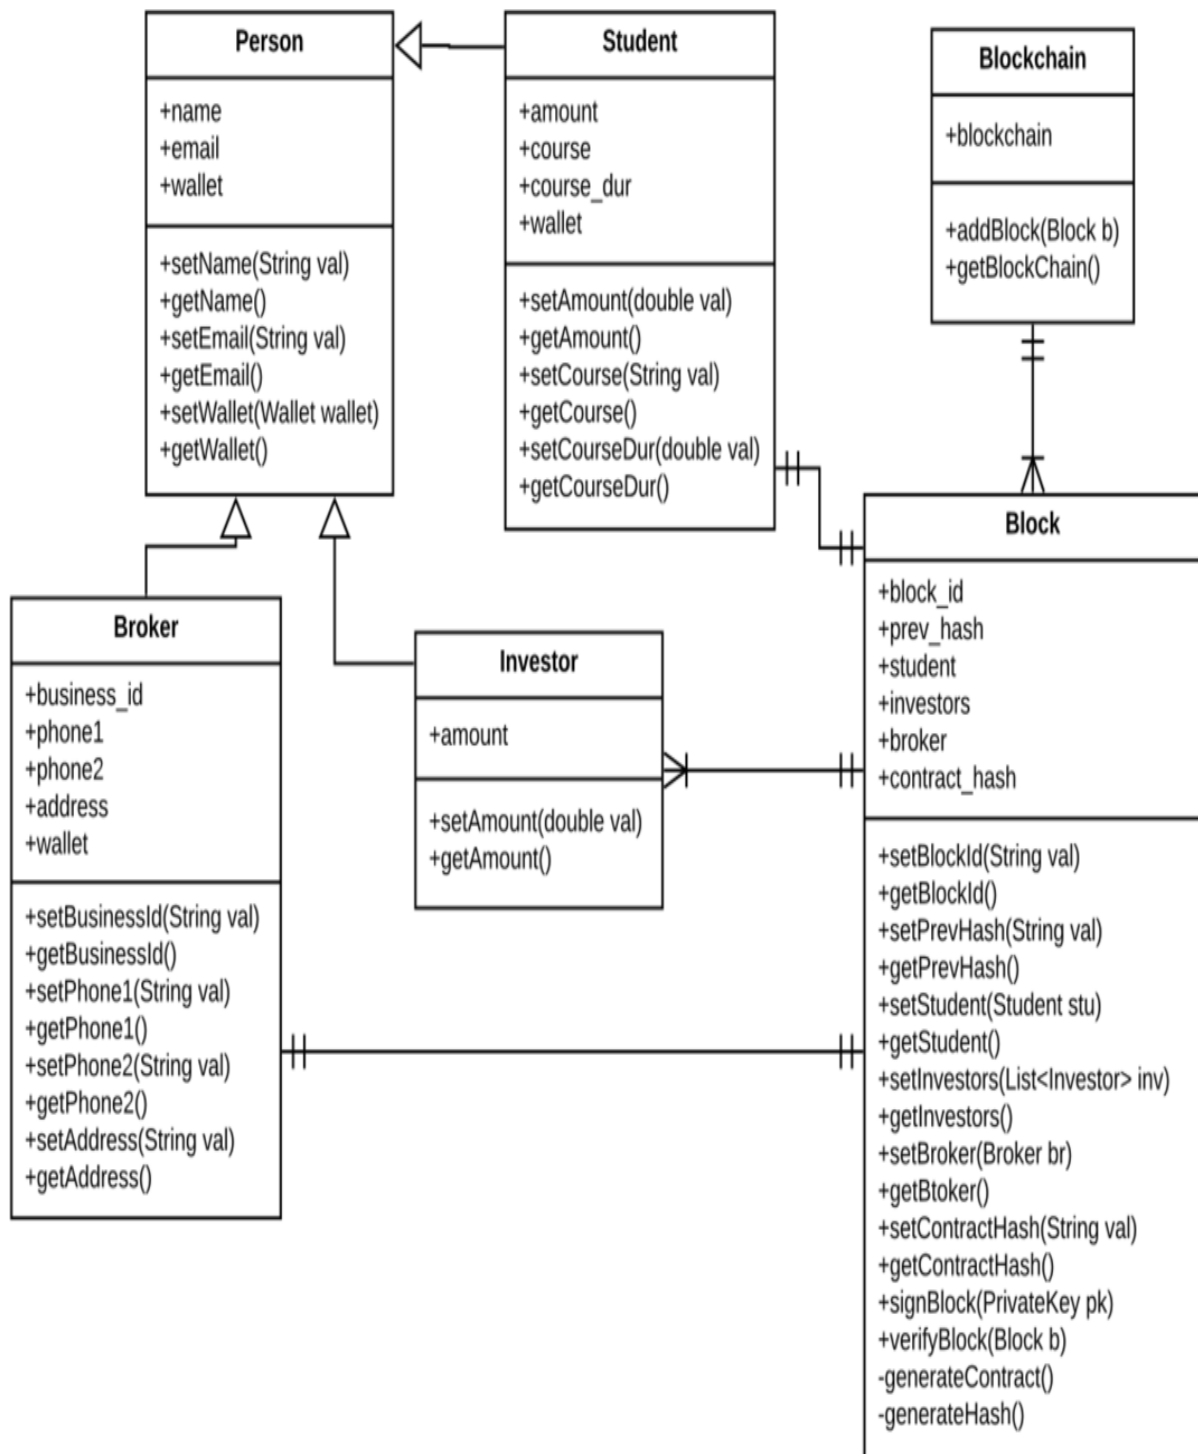 Person
+name
+email
+wallet
+setName(String val)
+getName()
+setEmail(String val)
+getEmail()
+setWallet(Wallet wallet)
+getWallet()
Student
+amount
+course
+course_dur
+wallet
+setAmount(double val)
+getAmount()
+setCourse(String val)
+getCourse()
+setCourseDur(double val)
+getCourseDur()
Blockchain
+blockchain
+addBlock(Block b)
+getBlockChain()
Broker
+business_id
+phone1
+phone2
+address
+wallet
+setBusinessId(String val)
+getBusinessId()
+setPhone1(String val)
+getPhone1()
+setPhone2(String val)
+getPhone2()
+setAddress(String val)
+getAddress()
Investor
+amount
+setAmount(double val)
+getAmount()
Block
+block_id
+prev_hash
+student
+investors
+broker
+contract_hash
+setBlockId(String val)
+getBlockId()
+setPrevHash(String val)
+getPrevHash()
+setStudent(Student stu)
+getStudent()
+setInvestors(List<Investor> inv)
+getInvestors()
+setBroker(Broker br)
+getBtoker()
+setContractHash(String val)
+getContractHash()
+signBlock(PrivateKey pk)
+verifyBlock(Block b)
-generateContract()
-generateHash()